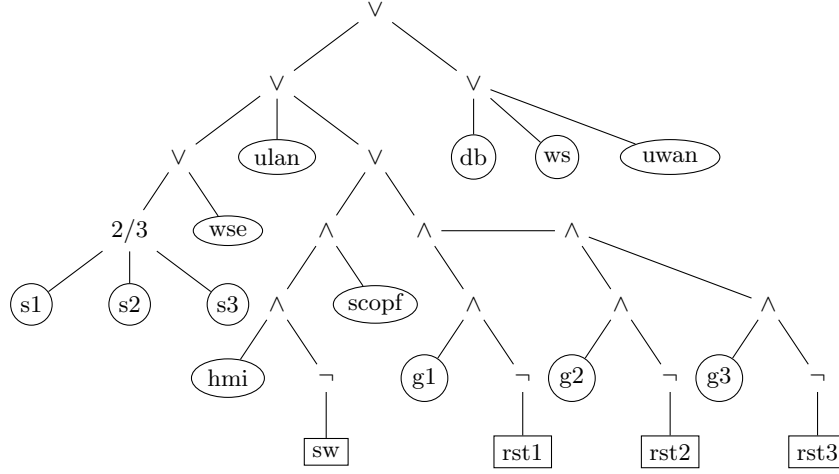 ∨
∨ ∨
∨ ulan ∨ db ws uwan
2/3 wse ∧ ∧ ∧
s1 s2 s3 ∧ scopf ∧ ∧ ∧
hmi ¬ g1 ¬ g2 ¬ g3 ¬
sw rst1 rst2 rst3